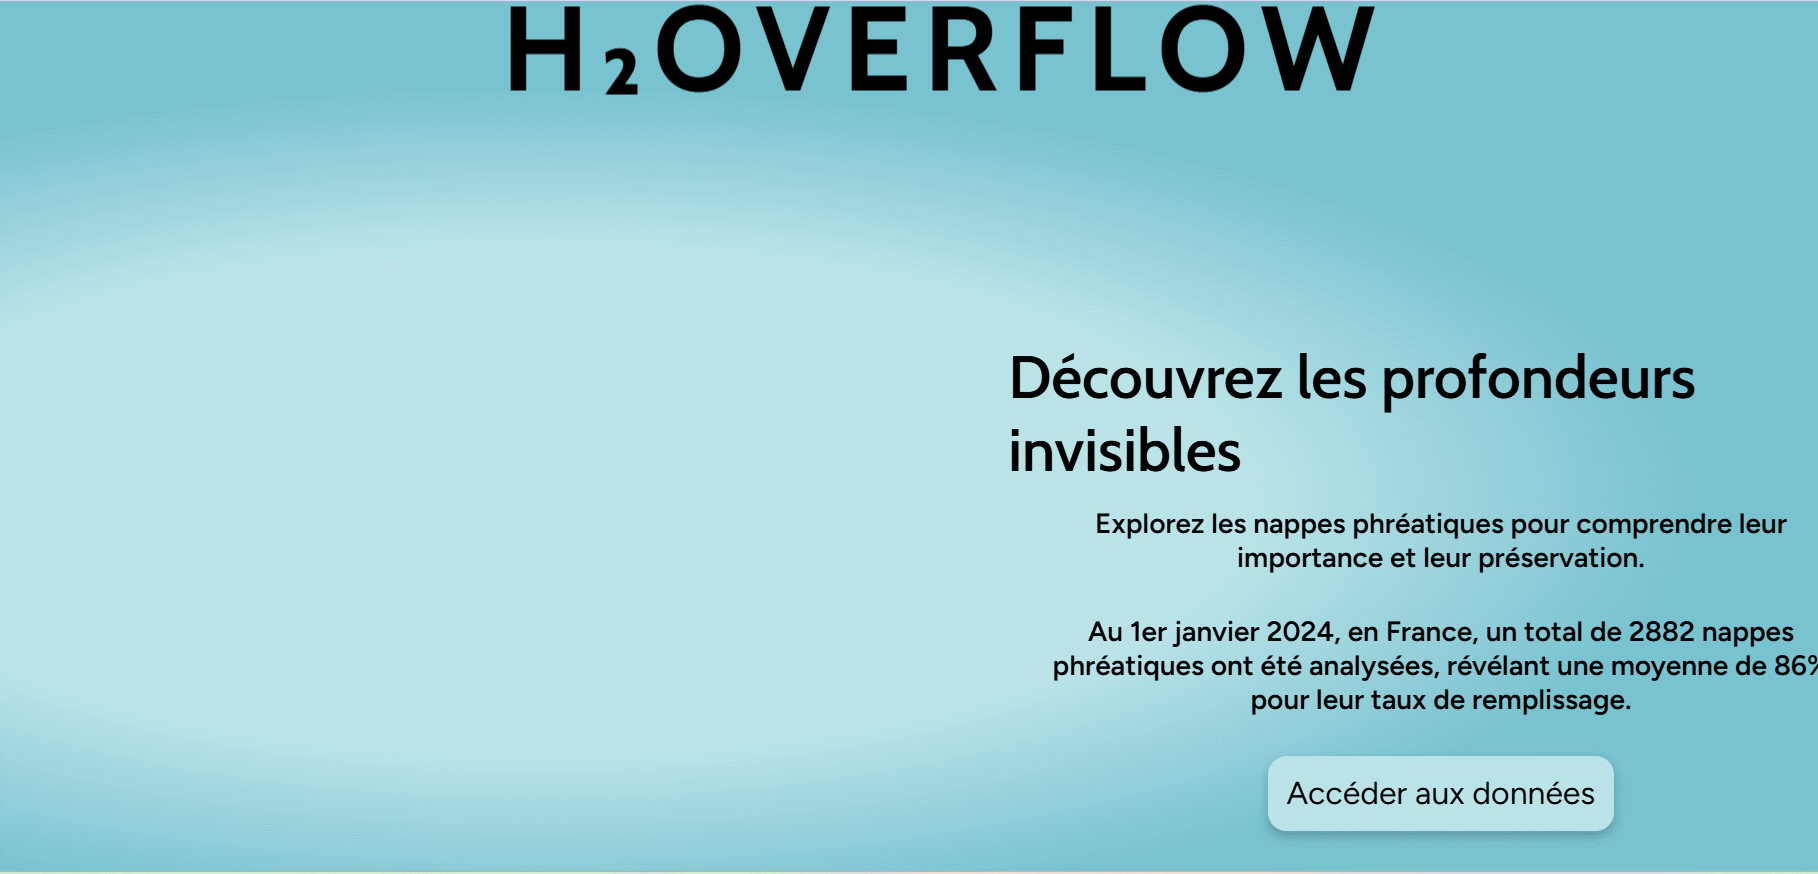 H₂OVERFLOW
Découvrez les profondeurs
invisibles
Explorez les nappes phréatiques pour comprendre leur
importance et leur préservation.
Au 1er janvier 2024, en France, un total de 2882 nappes
phréatiques ont été analysées, révélant une moyenne de 86%
pour leur taux de remplissage.
Accéder aux données